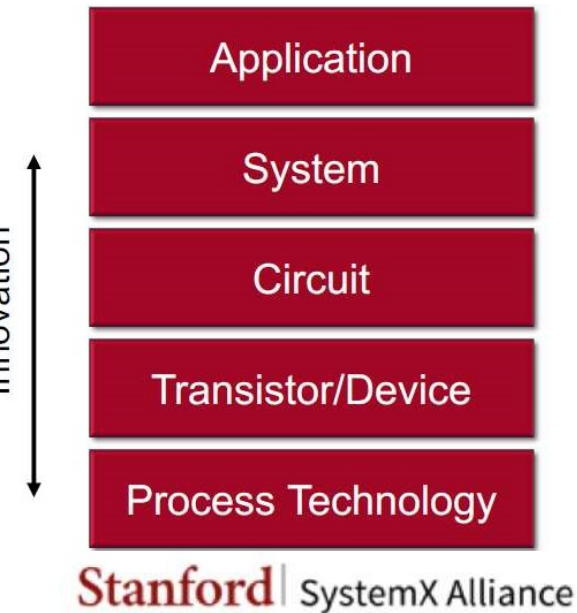 Application
System
Innovation
Circuit
Transistor/Device
Process Technology
Stanford SystemX Alliance